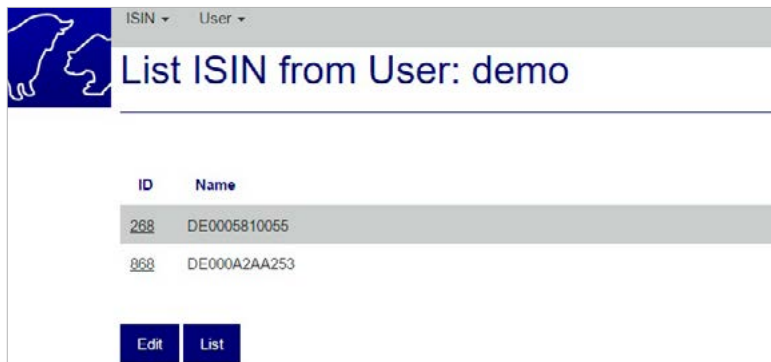 ISIN User
List ISIN from User: demo
ID Name
268 DE0005810055
868 DE000A2AA253
Edit List